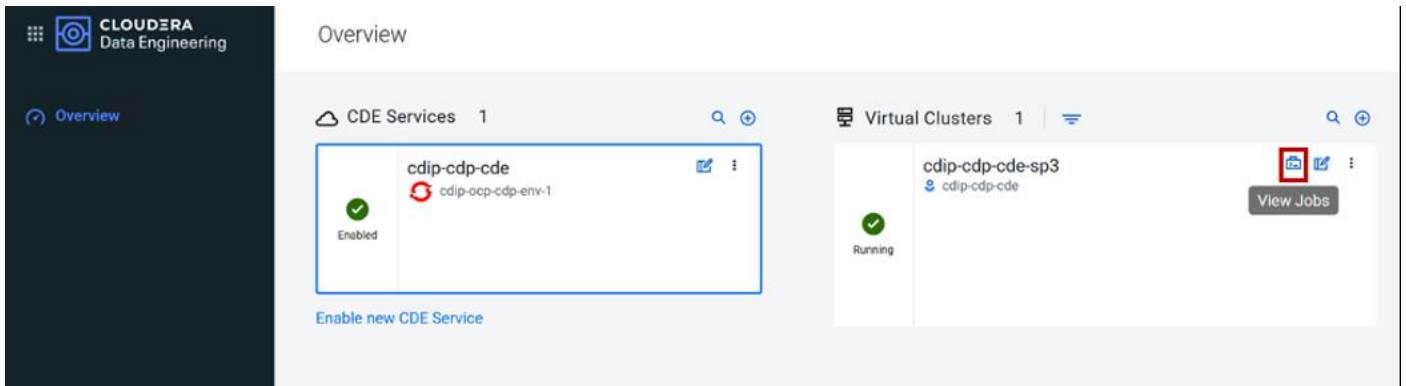 CLOUDERA
Data Engineering
Overview
Overview
CDE Services 1
Virtual Clusters 1
cdip-cdp-cde
cdip-ocp-cdp-env-1
Enabled
cdip-cdp-cde-sp3
cdip-cdp-cde
View Jobs
Running
Enable new CDE Service